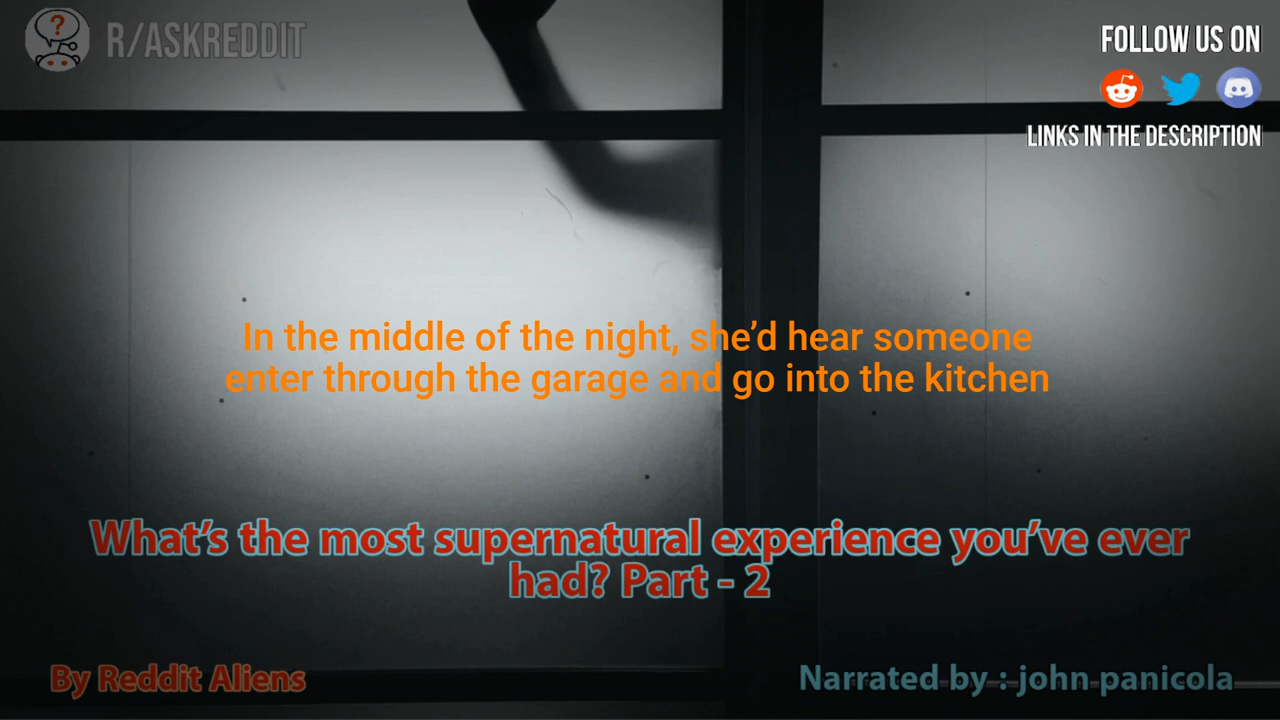 R/ASKREDDIT
FOLLOW US ON
LINKS IN THE DESCRIPTION
In the middle of the night, she’d hear someone
enter through the garage and go into the kitchen
What’s the most supernatural experience you’ve ever
had? Part - 2
By Reddit Aliens
Narrated by : john panicola